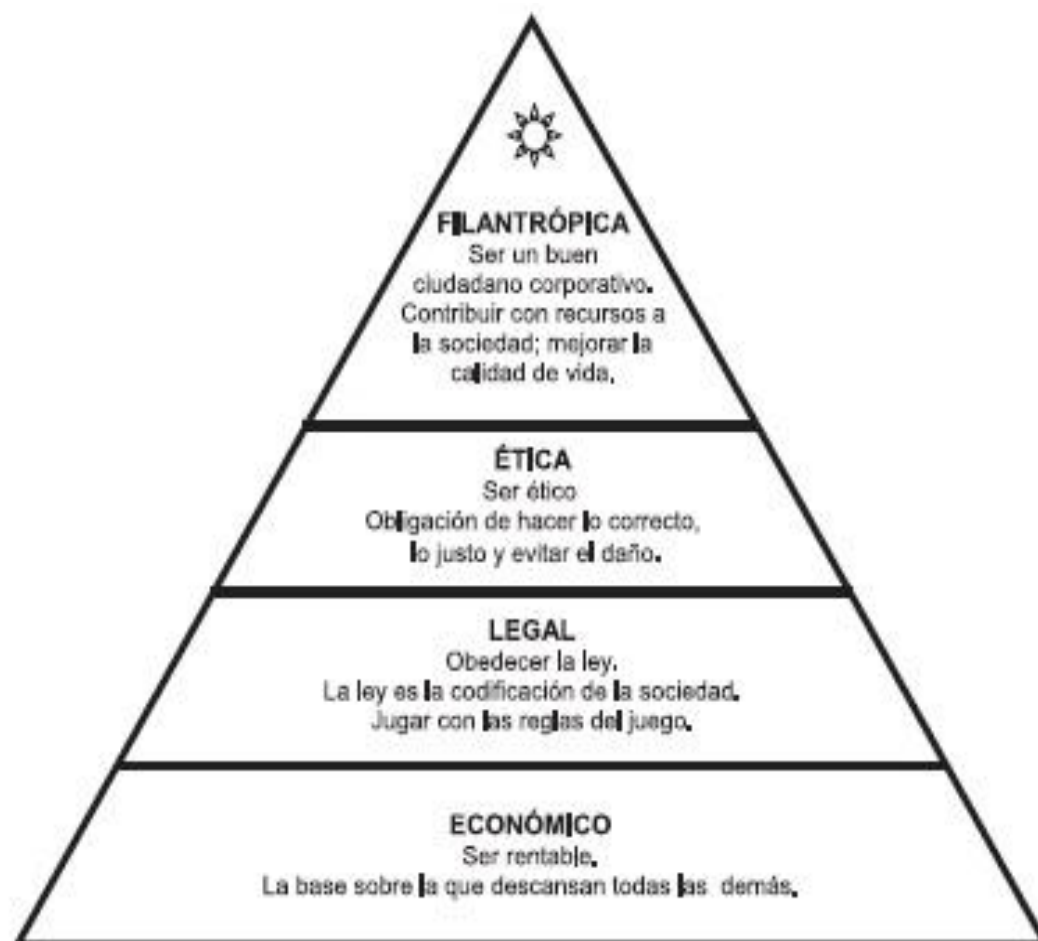 FILANTRÓPICA
Ser un buen
ciudadano corporativo.
Contribuir con recursos a
la sociedad; mejorar la
calidad de vida.
ÉTICA
Ser ético
Obligación de hacer lo correcto,
lo justo y evitar el daño.
LEGAL
Obedecer la ley.
La ley es la codificación de la sociedad.
Jugar con las reglas del juego.
ECONÓMICO
Ser rentable.
La base sobre la que descansan todas las demás.